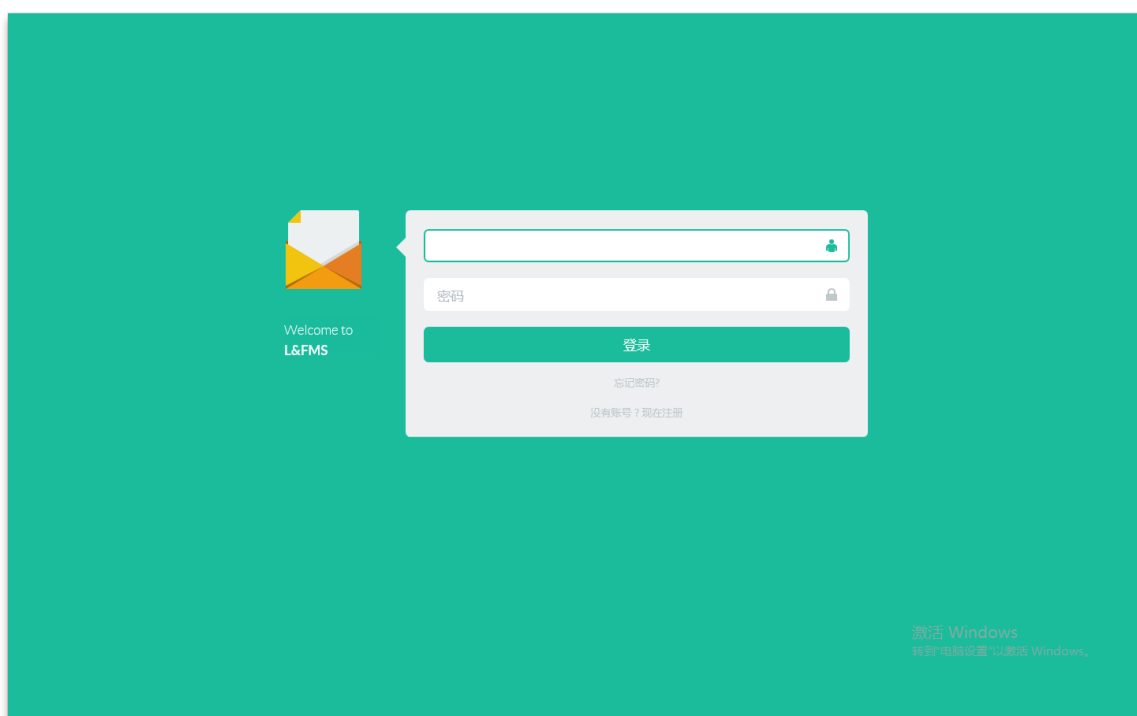 Welcome to
L&FMS
密码
登录
忘记密码?
没有账号？现在注册
激活 Windows
转到"电脑设置"以激活 Windows。